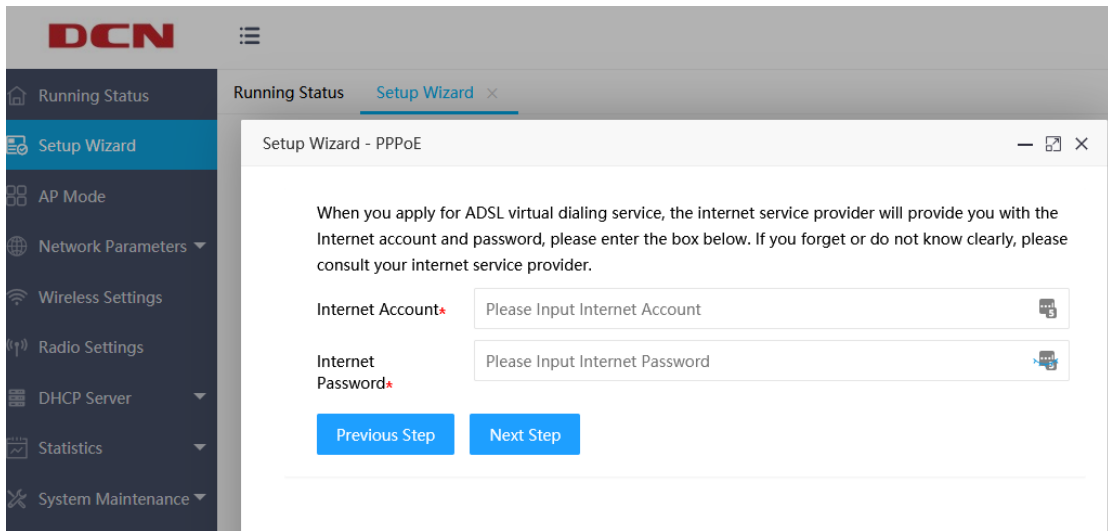 DCN
Running Status
Setup Wizard
AP Mode
Network Parameters
Wireless Settings
Radio Settings
DHCP Server
Statistics
System Maintenance
Running Status Setup Wizard
Setup Wizard - PPPoE
When you apply for ADSL virtual dialing service, the internet service provider will provide you with the
Internet account and password, please enter the box below. If you forget or do not know clearly, please
consult your internet service provider.
Internet Account* Please Input Internet Account
Internet
Password* Please Input Internet Password
Previous Step Next Step